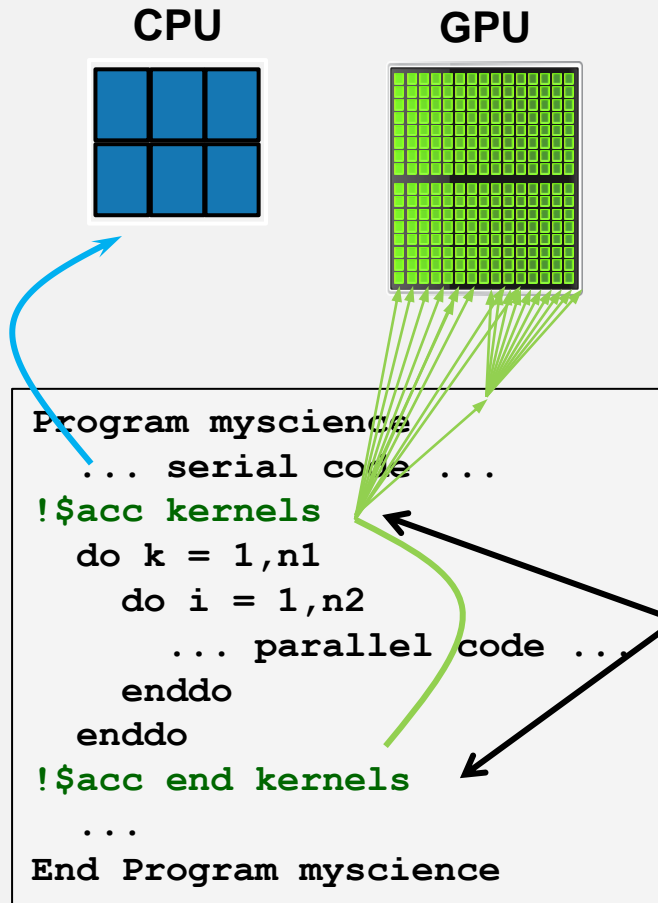 CPU
GPU
Program myscience
... serial code ...
!$acc kernels
do k = 1,n1
do i = 1,n2
... parallel code ...
enddo
enddo
!$acc end kernels
...
End Program myscience